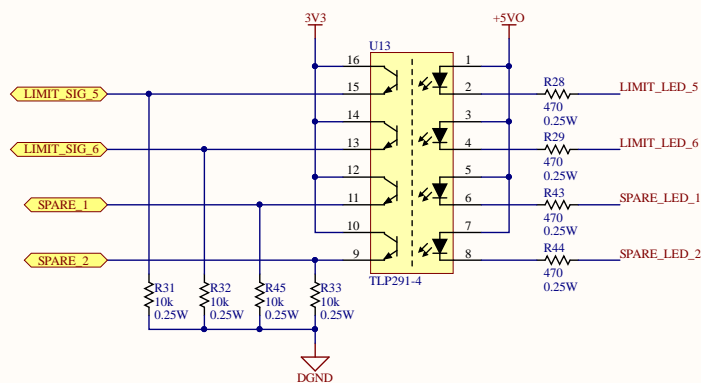 3V3
+5VO
U13
16
1
15
2
14
3
13
4
12
5
11
6
10
7
9
8
TLP291-4
LIMIT_SIG_5
LIMIT_SIG_6
SPARE_1
SPARE_2
R28
470
0.25W
LIMIT_LED_5
R29
470
0.25W
LIMIT_LED_6
R43
470
0.25W
SPARE_LED_1
R44
470
0.25W
SPARE_LED_2
R31
10k
0.25W
R32
10k
0.25W
R45
10k
0.25W
R33
10k
0.25W
DGND